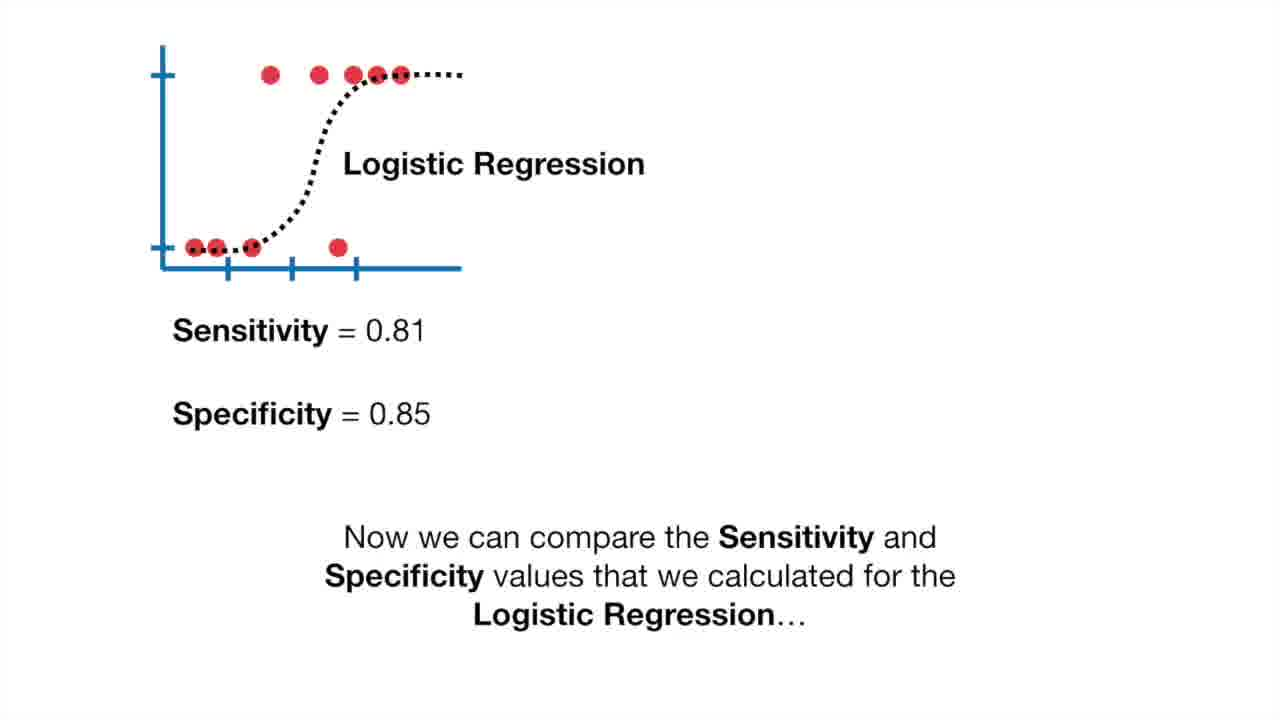 Logistic Regression
Sensitivity = 0.81
Specificity = 0.85
Now we can compare the Sensitivity and
Specificity values that we calculated for the
Logistic Regression…